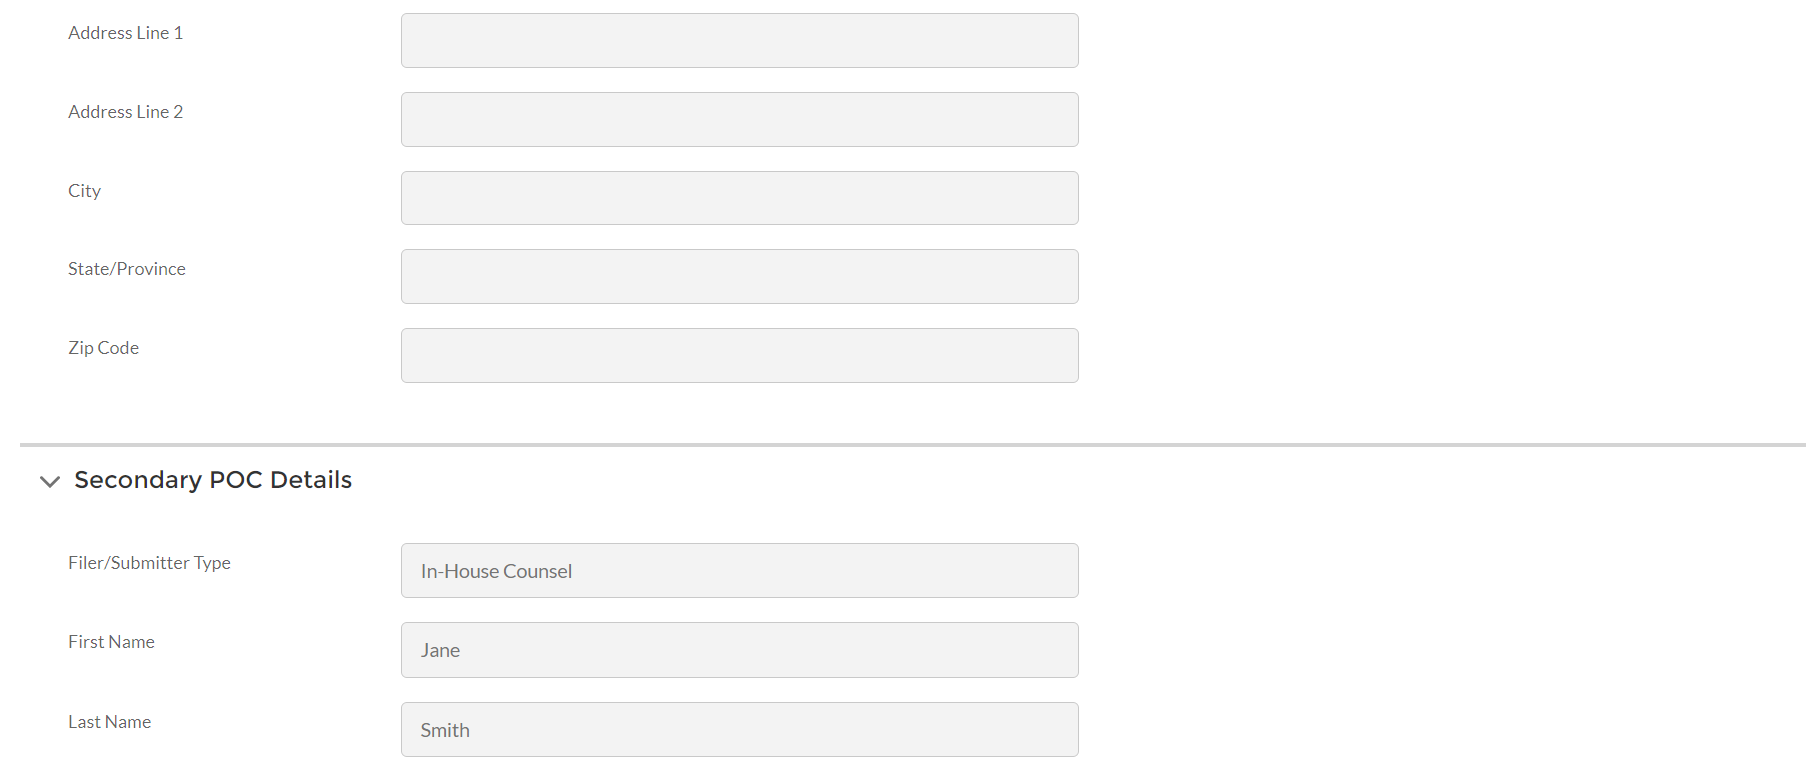 Address Line 1
Address Line 2
City
State/Province
Zip Code
Secondary POC Details
Filer/Submitter Type
In-House Counsel
First Name
Jane
Last Name
Smith